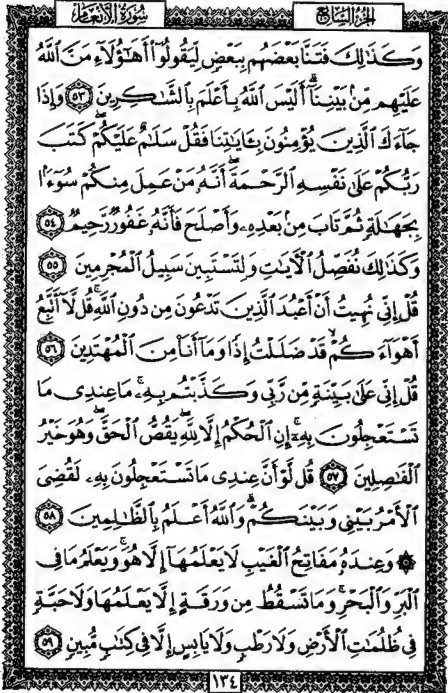 الجزء السابع سورة الأنعام
وَكَذَٰلِكَ فَتَنَّا بَعْضَهُم بِبَعْضٍ لِّيَقُولُوٓا۟ أَهَٰٓؤُلَآءِ مَنَّ ٱللَّهُ
عَلَيْهِم مِّنۢ بَيْنِنَآ ۗ أَلَيْسَ ٱللَّهُ بِأَعْلَمَ بِٱلشَّٰكِرِينَ ٥٣ وَإِذَا
جَآءَكَ ٱلَّذِينَ يُؤْمِنُونَ بِـَٔايَٰتِنَا فَقُلْ سَلَٰمٌ عَلَيْكُمْ ۖ كَتَبَ
رَبُّكُمْ عَلَىٰ نَفْسِهِ ٱلرَّحْمَةَ ۖ أَنَّهُۥ مَنْ عَمِلَ مِنكُمْ سُوٓءًۢا
بِجَهَٰلَةٍ ثُمَّ تَابَ مِنۢ بَعْدِهِۦ وَأَصْلَحَ فَأَنَّهُۥ غَفُورٌ رَّحِيمٌ ٥٤
وَكَذَٰلِكَ نُفَصِّلُ ٱلْـَٔايَٰتِ وَلِتَسْتَبِينَ سَبِيلُ ٱلْمُجْرِمِينَ ٥٥
قُلْ إِنِّى نُهِيتُ أَنْ أَعْبُدَ ٱلَّذِينَ تَدْعُونَ مِن دُونِ ٱللَّهِ ۚ قُل لَّآ أَتَّبِعُ
أَهْوَآءَكُمْ ۙ قَدْ ضَلَلْتُ إِذًا وَمَآ أَنَا۠ مِنَ ٱلْمُهْتَدِينَ ٥٦
قُلْ إِنِّى عَلَىٰ بَيِّنَةٍ مِّن رَّبِّى وَكَذَّبْتُم بِهِۦ ۚ مَا عِندِى مَا
تَسْتَعْجِلُونَ بِهِۦٓ ۚ إِنِ ٱلْحُكْمُ إِلَّا لِلَّهِ ۖ يَقُصُّ ٱلْحَقَّ ۖ وَهُوَ خَيْرُ
ٱلْفَٰصِلِينَ ٥٧ قُل لَّوْ أَنَّ عِندِى مَا تَسْتَعْجِلُونَ بِهِۦ لَقُضِىَ
ٱلْأَمْرُ بَيْنِى وَبَيْنَكُمْ ۗ وَٱللَّهُ أَعْلَمُ بِٱلظَّٰلِمِينَ ٥٨
۞ وَعِندَهُۥ مَفَاتِحُ ٱلْغَيْبِ لَا يَعْلَمُهَآ إِلَّا هُوَ ۚ وَيَعْلَمُ مَا فِى
ٱلْبَرِّ وَٱلْبَحْرِ ۚ وَمَا تَسْقُطُ مِن وَرَقَةٍ إِلَّا يَعْلَمُهَا وَلَا حَبَّةٍ
فِى ظُلُمَٰتِ ٱلْأَرْضِ وَلَا رَطْبٍ وَلَا يَابِسٍ إِلَّا فِى كِتَٰبٍ مُّبِينٍ ٥٩
١٣٤